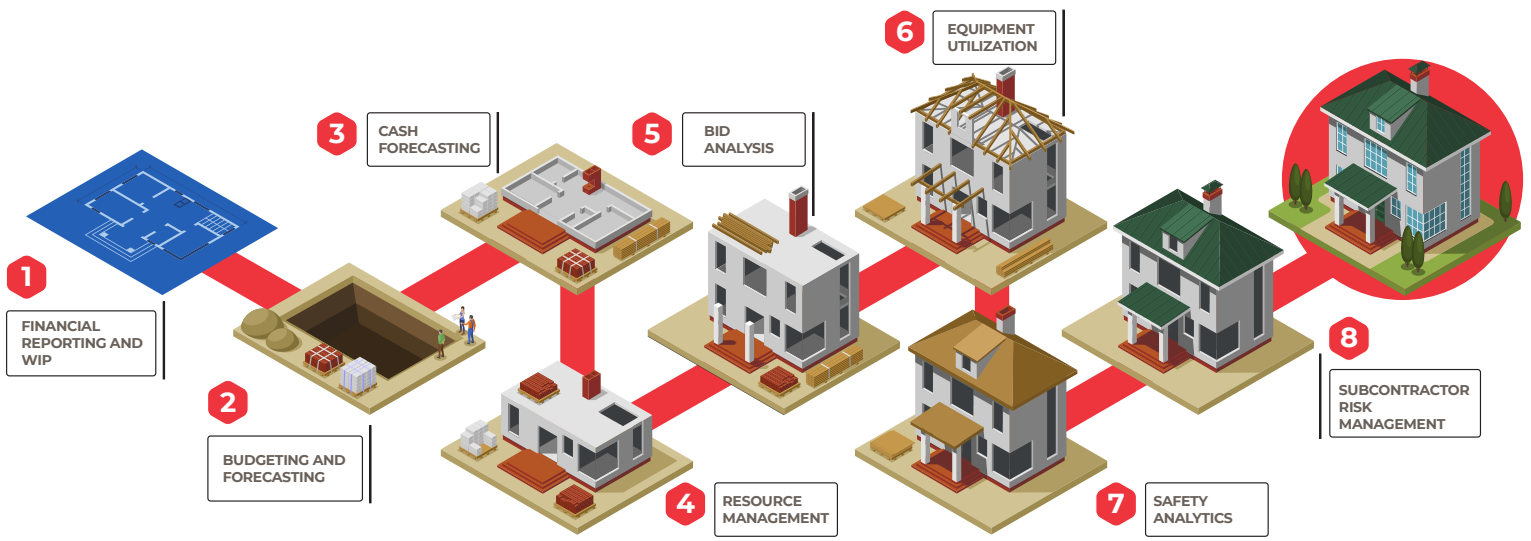 1
FINANCIAL
REPORTING AND
WIP
2
BUDGETING AND
FORECASTING
3
CASH
FORECASTING
4
RESOURCE
MANAGEMENT
5
BID
ANALYSIS
6
EQUIPMENT
UTILIZATION
7
SAFETY
ANALYTICS
8
SUBCONTRACTOR
RISK
MANAGEMENT